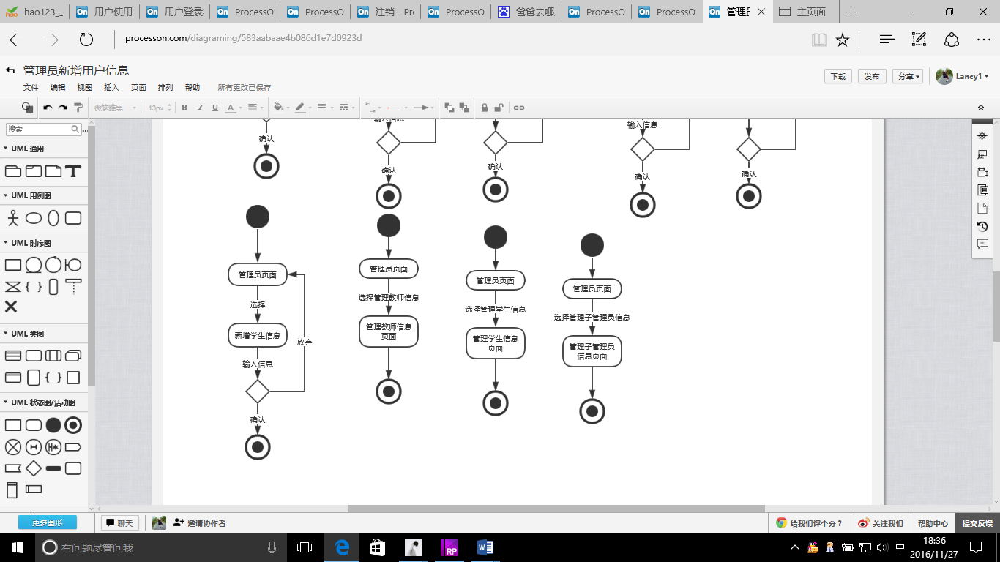 hao123_
用户使用
用户登录
ProcessO
ProcessO
注销 - Pro
ProcessO
爸爸去哪
ProcessO
ProcessO
管理员
主页面
processon.com/diagraming/583aabaae4b086d1e7d0923d
管理员新增用户信息
文件 编辑 视图 插入 页面 排列 帮助 所有更改已保存
下载 发布 分享 Lancy1
微软雅黑 13px B I U A
搜索
UML 通用
UML 用例图
UML 时序图
UML 类图
UML 状态图/活动图
更多图形
确认
输入信息
确认
确认
输入信息
确认
确认
管理员页面
选择
新增学生信息
放弃
输入信息
确认
管理员页面
选择管理教师信息
管理教师信息
页面
管理员页面
选择管理学生信息
管理学生信息
页面
管理员页面
选择管理子管理员信息
管理子管理员
信息页面
聊天
邀请协作者
给我们评个分？
关注我们
帮助中心
提交反馈
有问题尽管问我
RP
中
18:36
2016/11/27